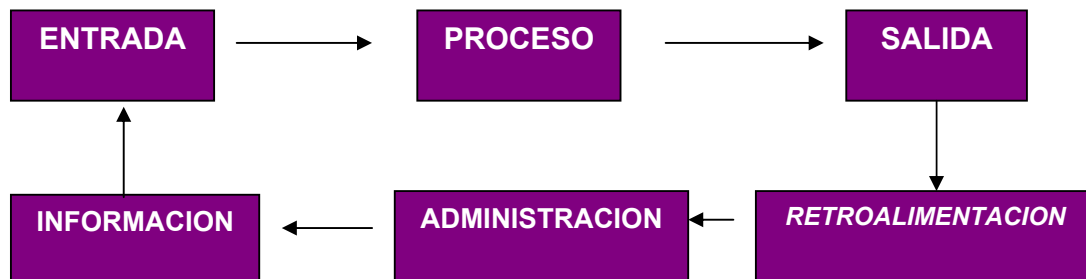 ENTRADA
PROCESO
SALIDA
INFORMACION
ADMINISTRACION
RETROALIMENTACION